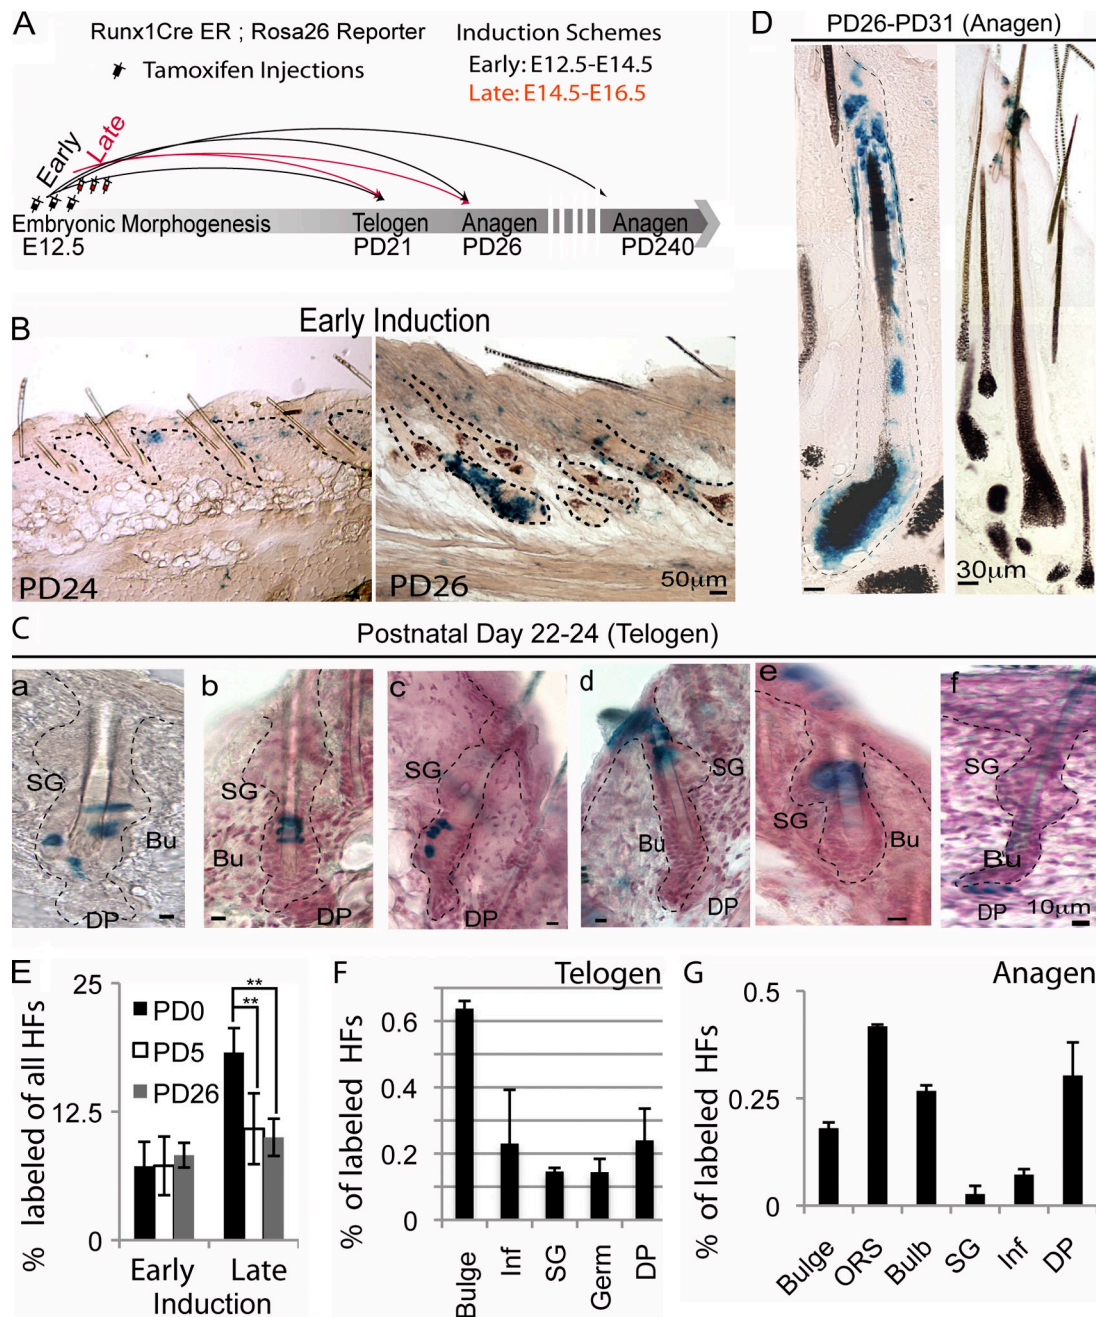 A
Runx1Cre ER ; Rosa26 Reporter
Tamoxifen Injections
Induction Schemes
Early: E12.5-E14.5
Late: E14.5-E16.5
Early
Late
Embryonic Morphogenesis
Telogen
Anagen
Anagen
E12.5
PD21
PD26
PD240
B
Early Induction
PD24
PD26
50μm
C
Postnatal Day 22-24 (Telogen)
a
SG
Bu
DP
b
SG
Bu
DP
c
SG
d
SG
Bu
DP
e
SG
Bu
f
SG
Bu
DP
10μm
D
PD26-PD31 (Anagen)
30μm
E
% labeled of all HFs
25
12.5
0
PD0
PD5
PD26
**
**
Early
Late
Induction
F
Telogen
% of labeled HFs
0.6
0.4
0.2
0
Bulge
Inf
SG
Germ
DP
G
Anagen
% of labeled HFs
0.5
0.25
0
Bulge
ORS
Bulb
SG
Inf
DP